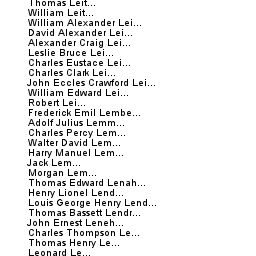 Thomas Leit...
William Leit...
William Alexander Lei...
David Alexander Lei...
Alexander Craig Lei...
Leslie Bruce Lei...
Charles Eustace Lei...
Charles Clark Lei...
John Eccles Crawford Lei...
William Edward Lei...
Robert Lei...
Frederick Emil Lembe...
Adolf Julius Lemm...
Charles Percy Lem...
Walter David Lem...
Harry Manuel Lem...
Jack Lem...
Morgan Lem...
Thomas Edward Lenah...
Henry Lionel Lend...
Louis George Henry Lend...
Thomas Bassett Lendr...
John Ernest Leneh...
Charles Thompson Le...
Thomas Henry Le...
Leonard Le...